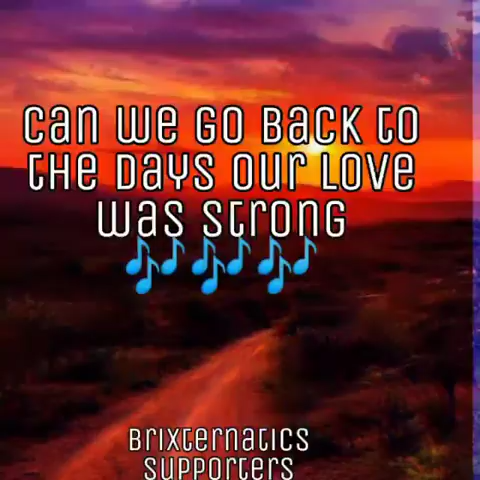 can we go back to
the days our love
was strong
🎶🎶🎶
Brixternatics
supporters